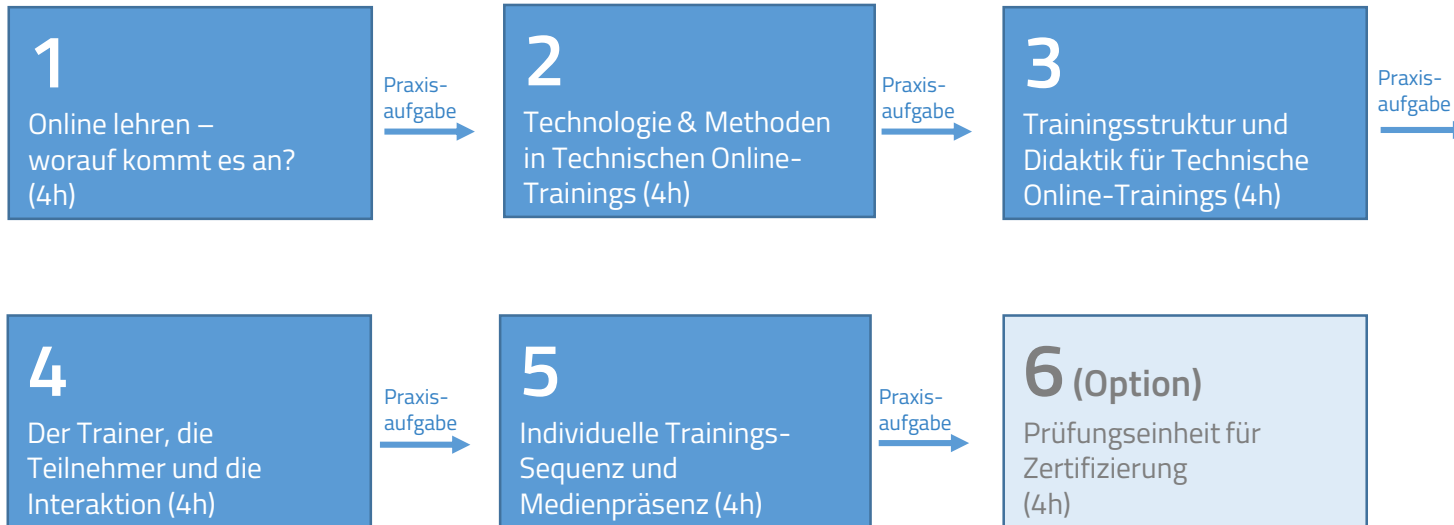 1
Online lehren –
worauf kommt es an?
(4h)
Praxis-
aufgabe
2
Technologie & Methoden
in Technischen Online-
Trainings (4h)
Praxis-
aufgabe
3
Trainingsstruktur und
Didaktik für Technische
Online-Trainings (4h)
Praxis-
aufgabe
4
Der Trainer, die
Teilnehmer und die
Interaktion (4h)
Praxis-
aufgabe
5
Individuelle Trainings-
Sequenz und
Medienpräsenz (4h)
Praxis-
aufgabe
6 (Option)
Prüfungseinheit für
Zertifizierung
(4h)